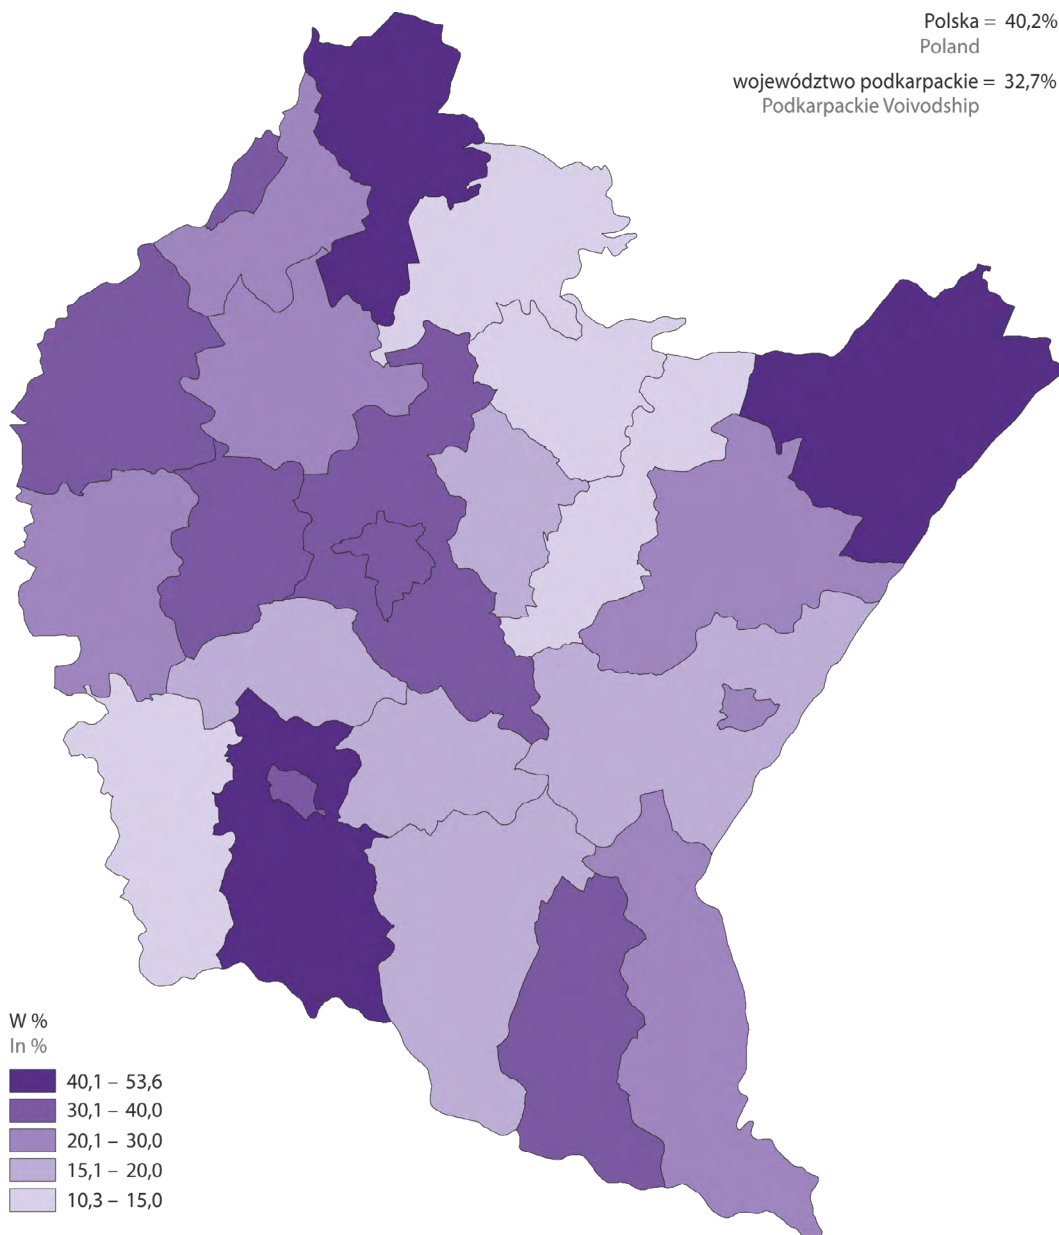 Polska = 40,2%
Poland
województwo podkarpackie = 32,7%
Podkarpackie Voivodship
W %
In %
40,1 – 53,6
30,1 – 40,0
20,1 – 30,0
15,1 – 20,0
10,3 – 15,0